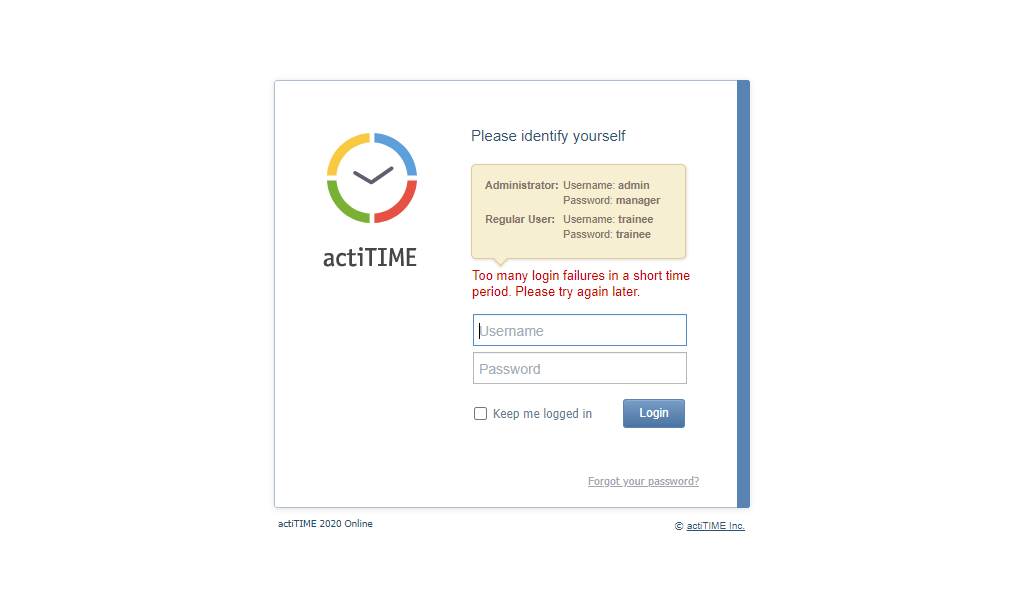 Please identify yourself
Administrator: Username: admin
Password: manager
Regular User: Username: trainee
Password: trainee
actiTIME
Too many login failures in a short time
period. Please try again later.
Username
Password
Keep me logged in
Login
Forgot your password?
actiTIME 2020 Online
© actiTIME Inc.